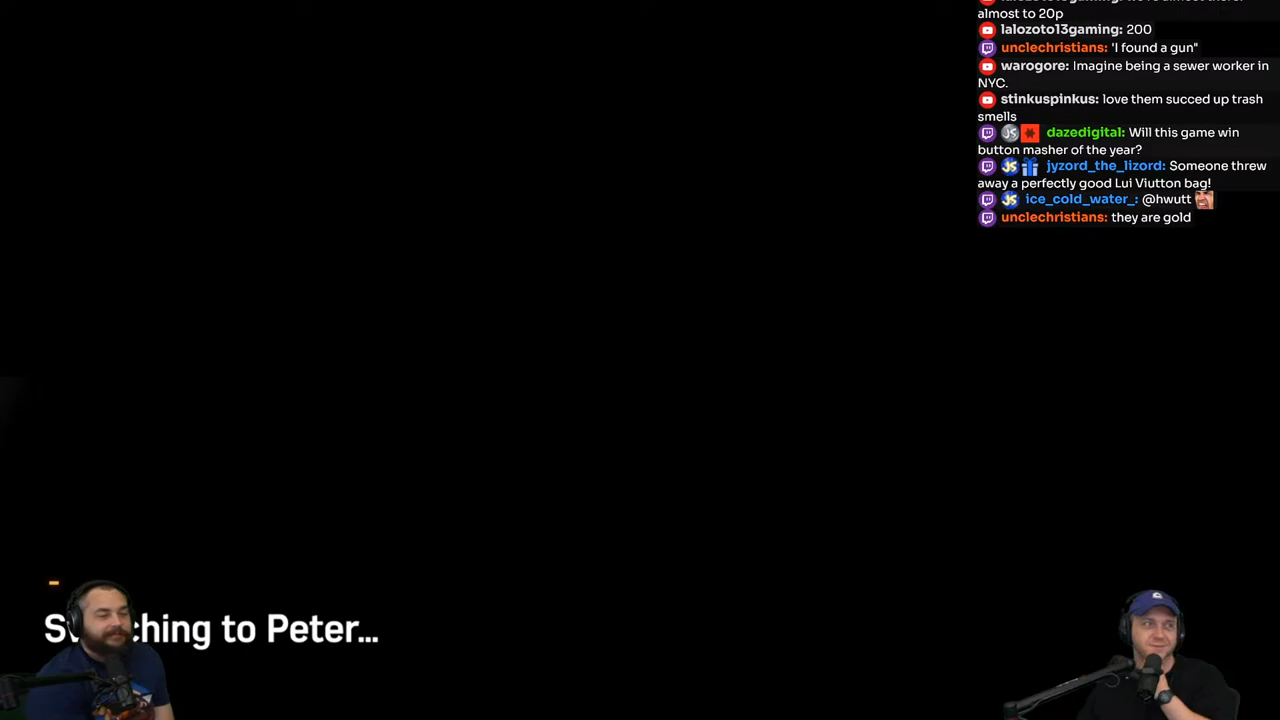 almost to 20p
lalozoto13gaming: 200
unclechristians: 'I found a gun"
warogore: Imagine being a sewer worker in
NYC.
stinkuspinkus: love them succed up trash
smells
dazedigital: Will this game win
button masher of the year?
jyzord_the_lizord: Someone threw
away a perfectly good Lui Viutton bag!
ice_cold_water_: @hwutt
unclechristians: they are gold
to Peter...